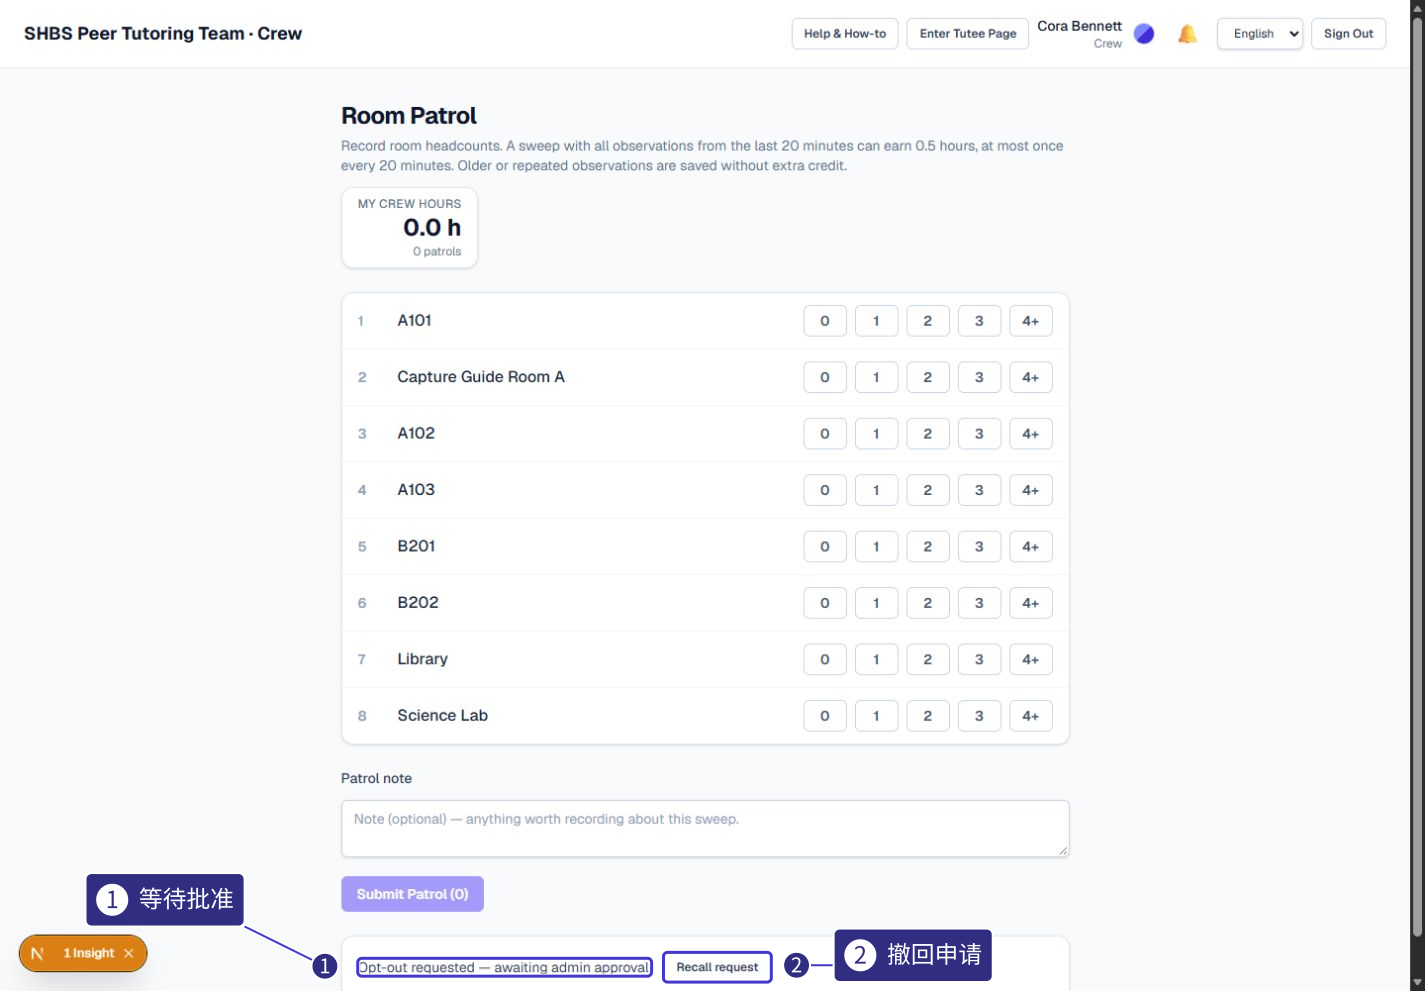 SHBS Peer Tutoring Team · Crew
Help & How-to
Enter Tutee Page
Cora Bennett
Crew
English
Sign Out
Room Patrol
Record room headcounts. A sweep with all observations from the last 20 minutes can earn 0.5 hours, at most once
every 20 minutes. Older or repeated observations are saved without extra credit.
MY CREW HOURS
0.0 h
0 patrols
1 A101 0 1 2 3 4+
2 Capture Guide Room A 0 1 2 3 4+
3 A102 0 1 2 3 4+
4 A103 0 1 2 3 4+
5 B201 0 1 2 3 4+
6 B202 0 1 2 3 4+
7 Library 0 1 2 3 4+
8 Science Lab 0 1 2 3 4+
Patrol note
Note (optional) — anything worth recording about this sweep.
Submit Patrol (0)
1 等待批准
N 1 Insight ×
1 Opt-out requested — awaiting admin approval
Recall request
2
2 撤回申请